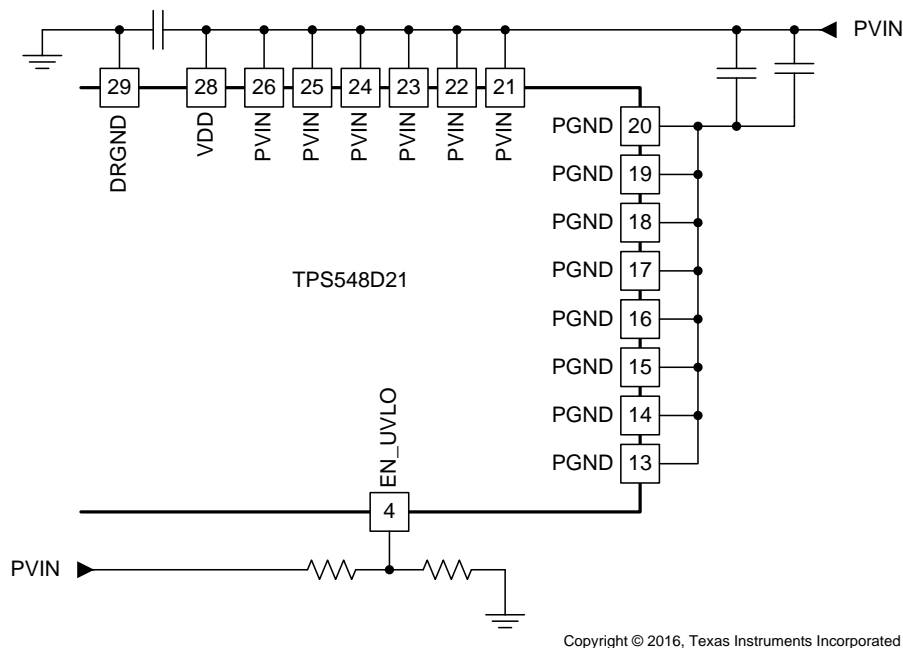 PVIN
29 28 26 25 24 23 22 21
DRGND VDD PVIN PVIN PVIN PVIN PVIN PVIN
PGND 20
PGND 19
PGND 18
PGND 17
PGND 16
PGND 15
PGND 14
PGND 13
TPS548D21
EN_UVLO
4
PVIN
Copyright © 2016, Texas Instruments Incorporated